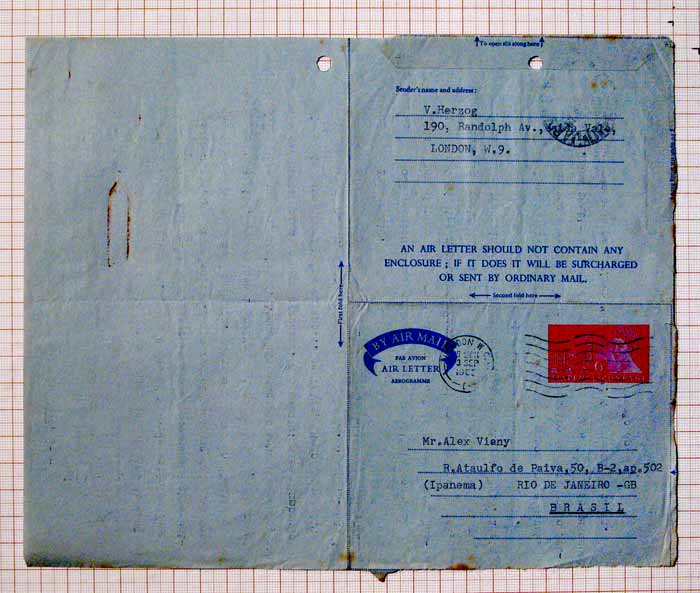 To open slit along here
Sender's name and address:
V.Herzog
190, Randolph Av., Vale,
LONDON, W.9.
AN AIR LETTER SHOULD NOT CONTAIN ANY
ENCLOSURE; IF IT DOES IT WILL BE SURCHARGED
OR SENT BY ORDINARY MAIL.
Second fold here
First fold here
BY AIR MAIL
PAR AVION
AIR LETTER
AEROGRAMME
SEP
Mr.Alex Viany
R.Ataulfo de Paiva,50, B-2,ap.502
(Ipanema) RIO DE JANEIRO -GB
B R A S I L